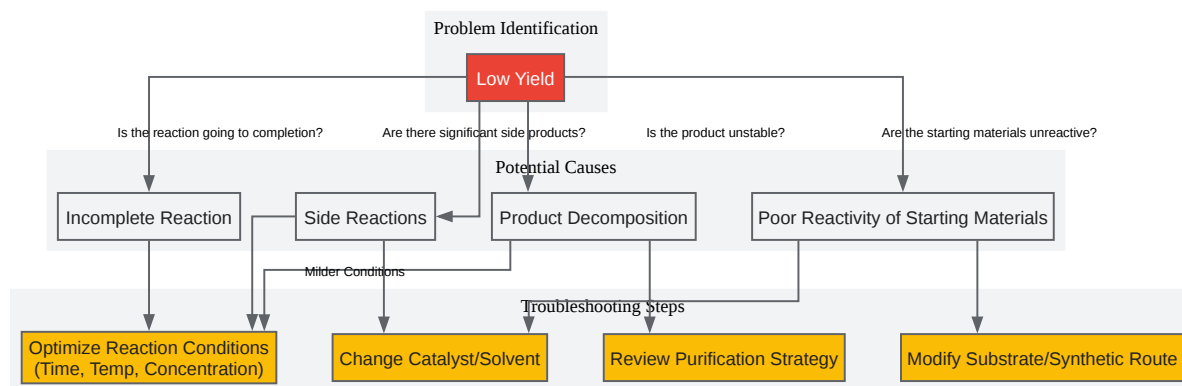 Problem Identification
Low Yield
Is the reaction going to completion?
Are there significant side products?
Is the product unstable?
Are the starting materials unreactive?
Potential Causes
Incomplete Reaction
Side Reactions
Product Decomposition
Poor Reactivity of Starting Materials
Milder Conditions
Troubleshooting Steps
Optimize Reaction Conditions
(Time, Temp, Concentration)
Change Catalyst/Solvent
Review Purification Strategy
Modify Substrate/Synthetic Route